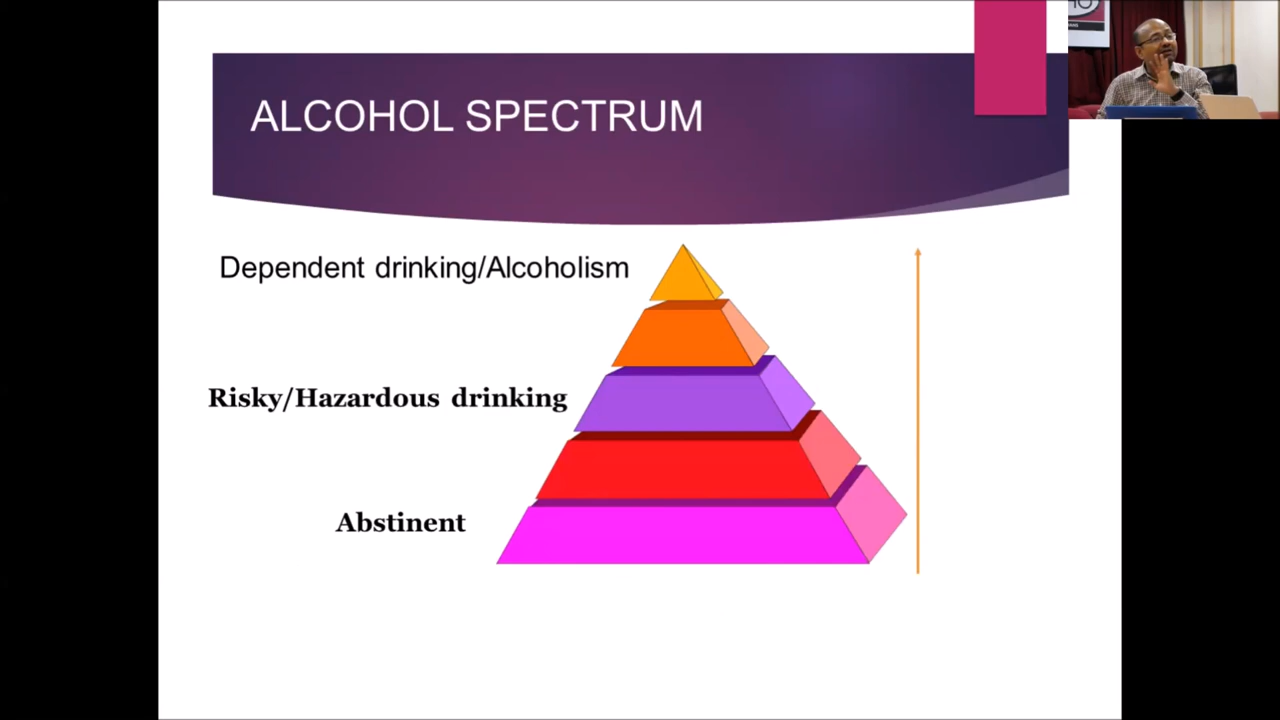 ALCOHOL SPECTRUM
Dependent drinking/Alcoholism
Risky/Hazardous drinking
Abstinent